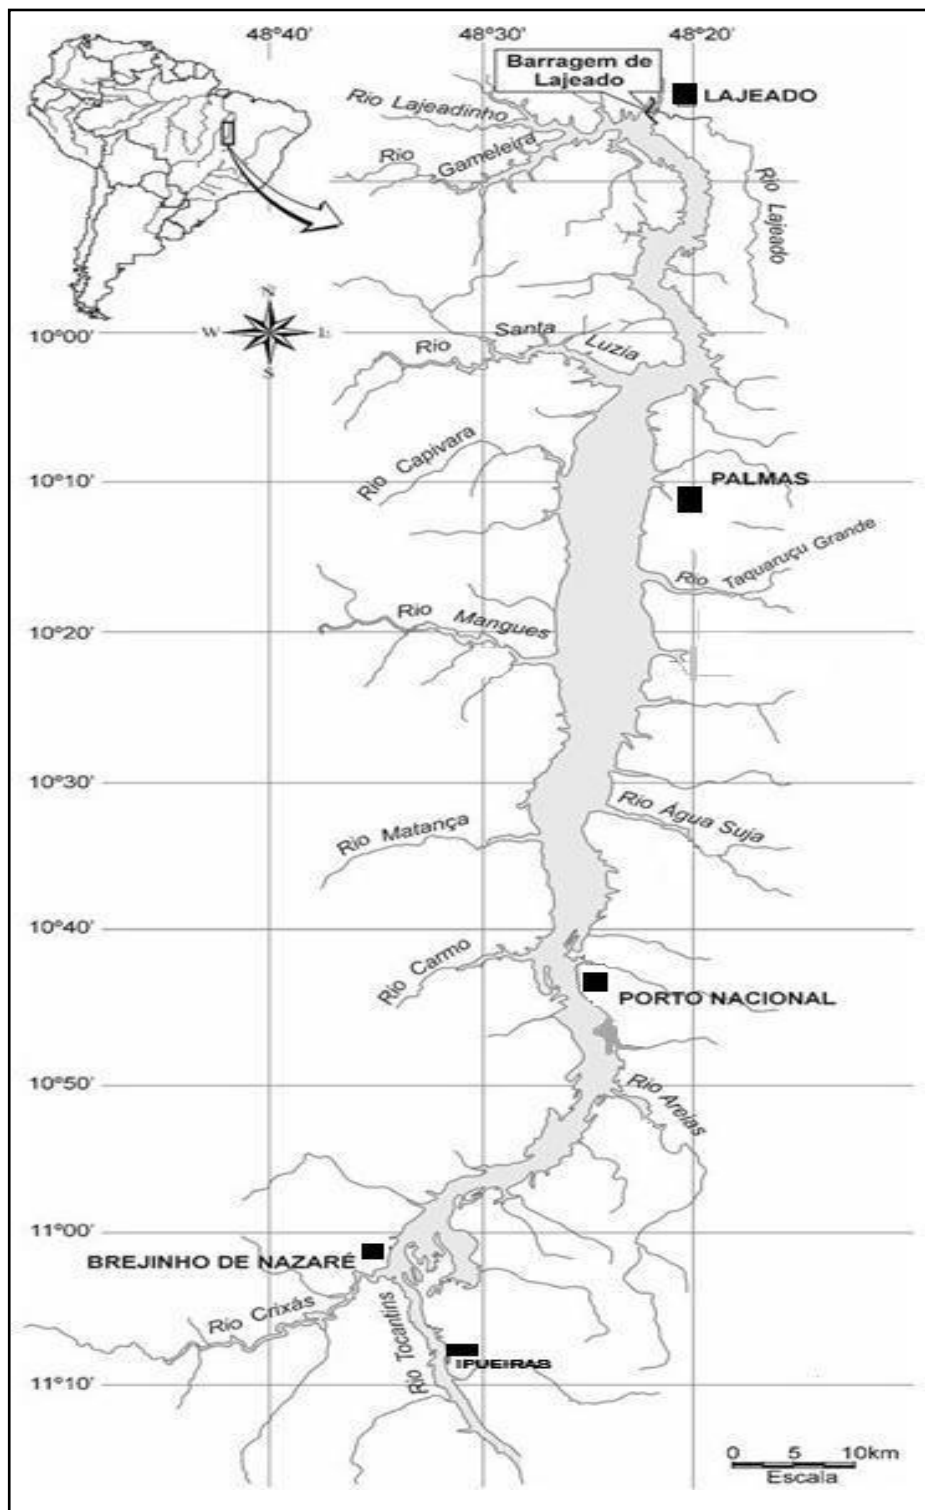 48°40' 48°30' 48°20'
Barragem de
Lajeado
LAJEADO
Rio Lajeadinho
Rio Gameleira
Rio Lajeado
N
W E
S
10°00'
Rio Santa Luzia
Rio Capivara
10°10'
PALMAS
Rio Taquaruçu Grande
Rio Mangues
10°20'
10°30'
Rio Água Suja
Rio Matança
10°40'
Rio Carmo
PORTO NACIONAL
10°50'
Rio Areias
11°00'
BREJINHO DE NAZARÉ
Rio Crixás
Rio Tocantins
IPUEIRAS
11°10'
0 5 10km
Escala